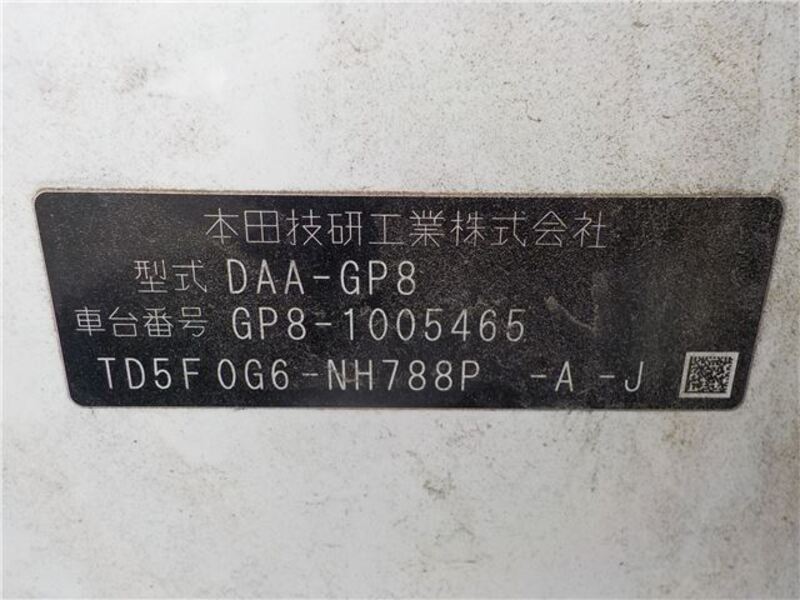 本田技研工業株式会社
型式 DAA-GP8
車台番号 GP8-1005465
TD5F0G6-NH788P -A -J